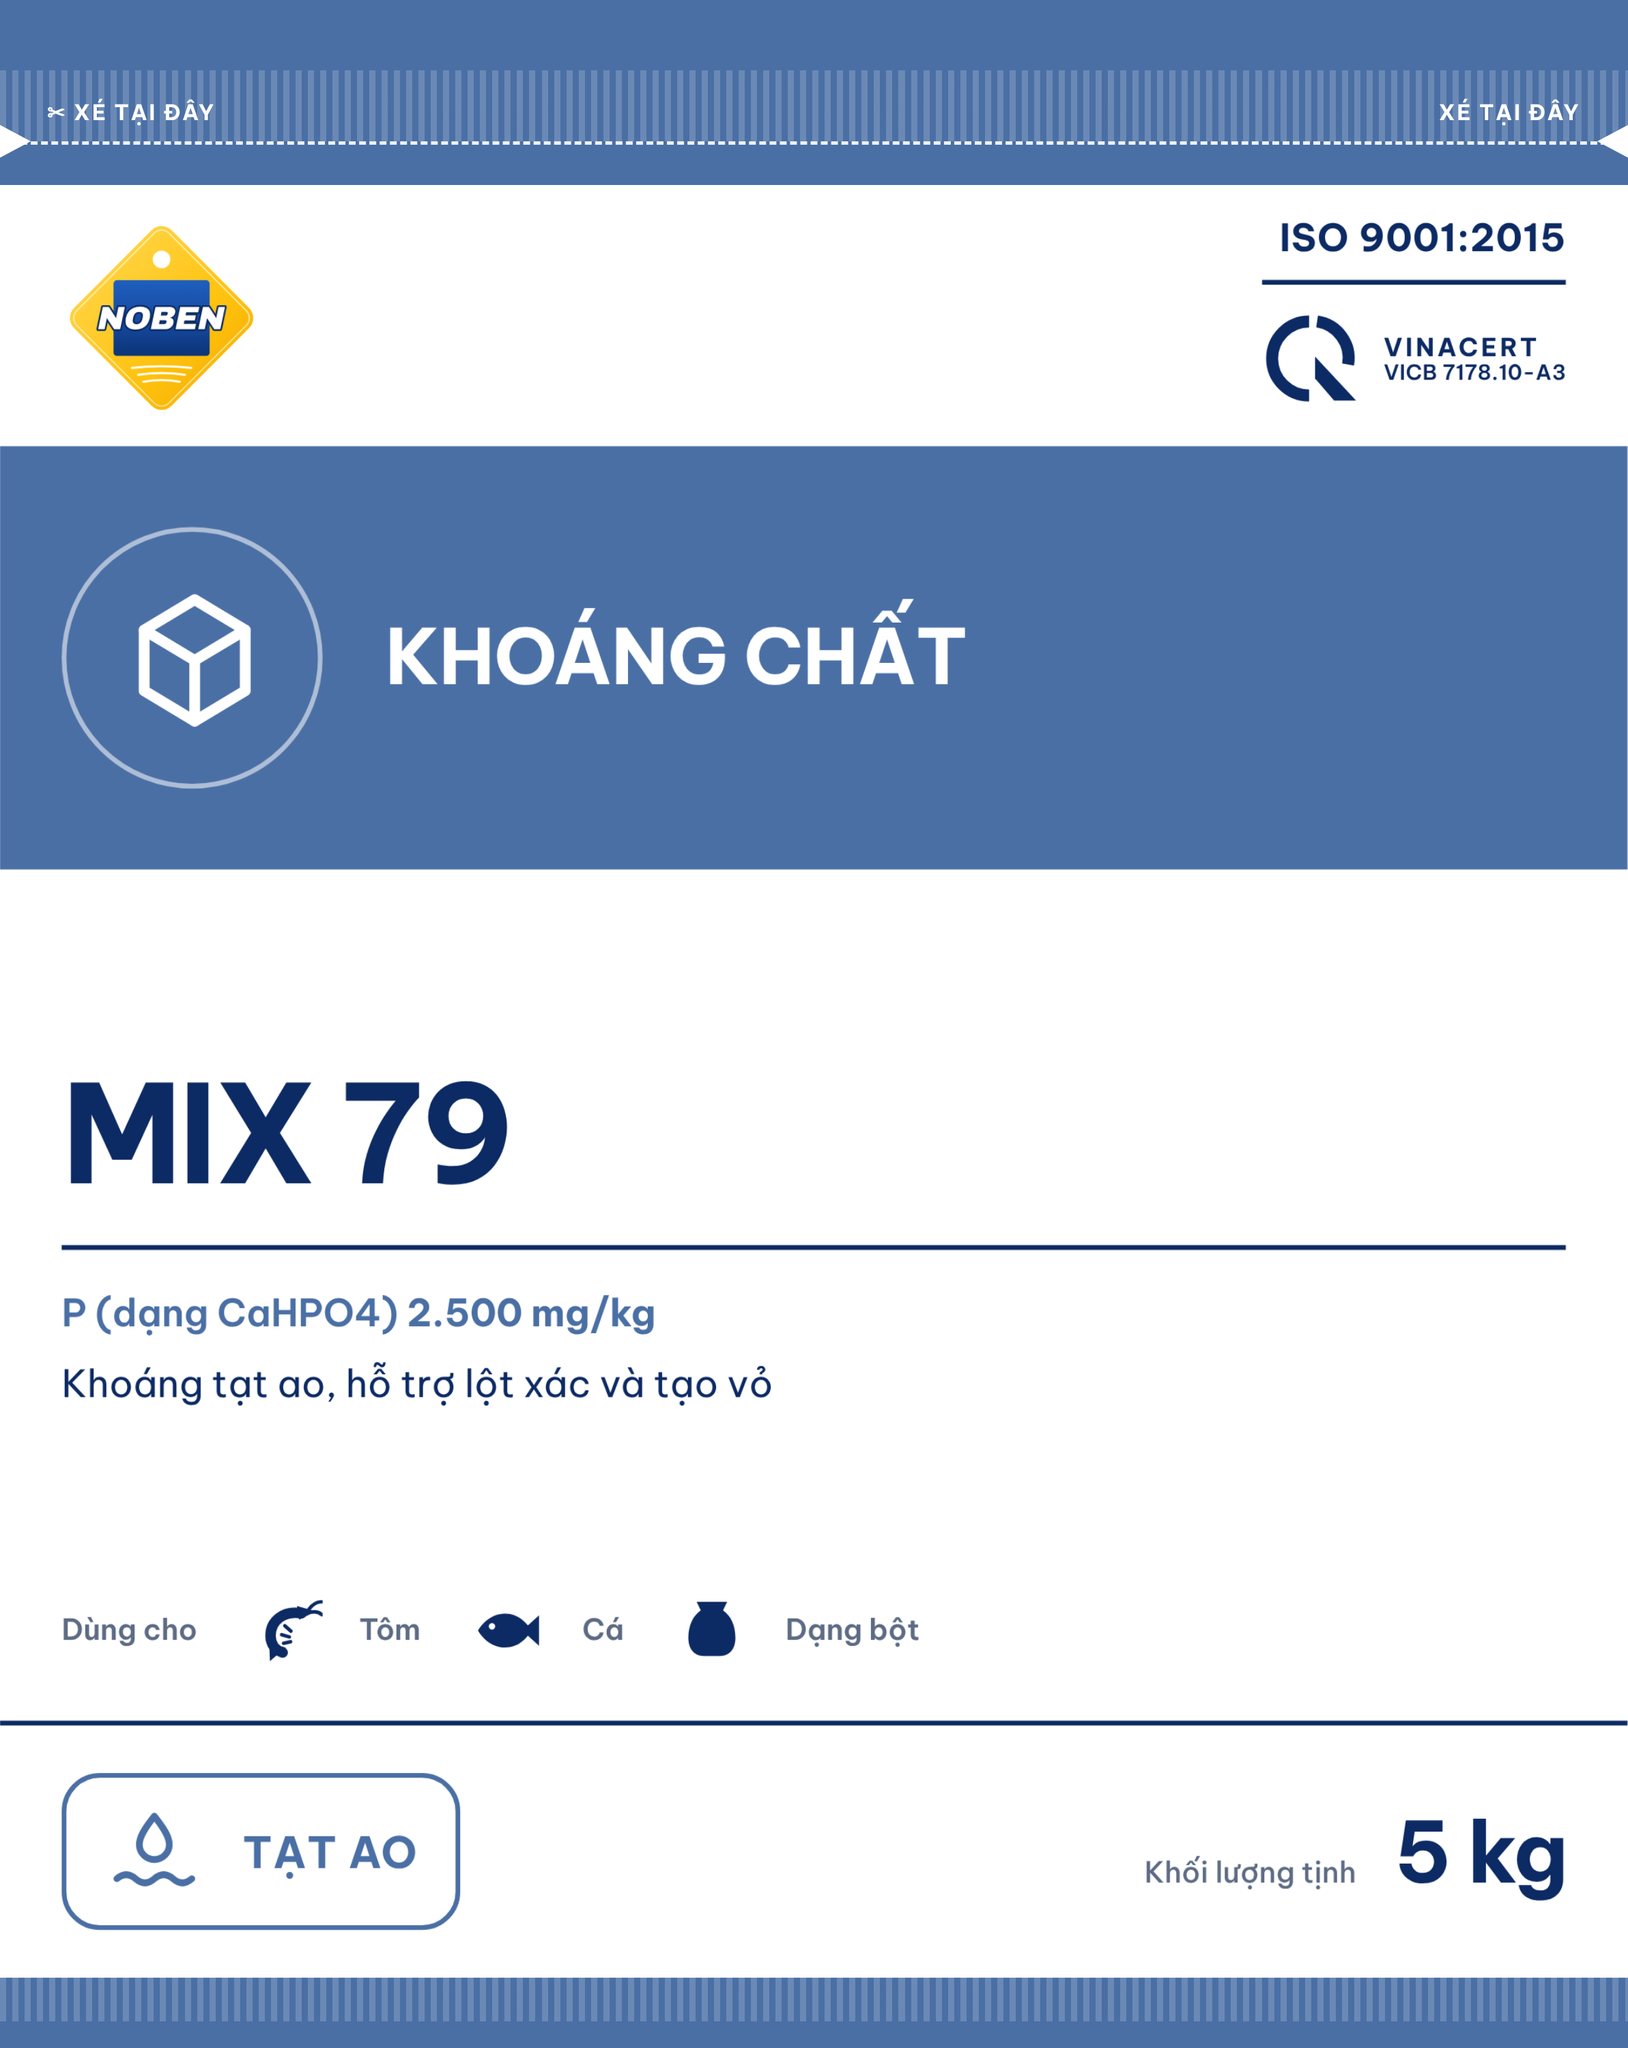 ✂ XÉ TẠI ĐÂY
XÉ TẠI ĐÂY
NOBEN
ISO 9001:2015
VINACERT
VICB 7178.10-A3
KHOÁNG CHẤT
MIX 79
P (dạng CaHPO4) 2.500 mg/kg
Khoáng tạt ao, hỗ trợ lột xác và tạo vỏ
Dùng cho Tôm Cá Dạng bột
TẠT AO
Khối lượng tịnh 5 kg